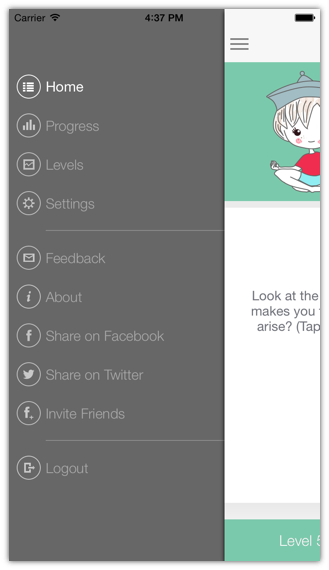 Carrier 4:37 PM
Home
Progress
Levels
Settings
Feedback
About
Share on Facebook
Share on Twitter
Invite Friends
Logout
Look at the
makes you
arise? (Tap
Level 5